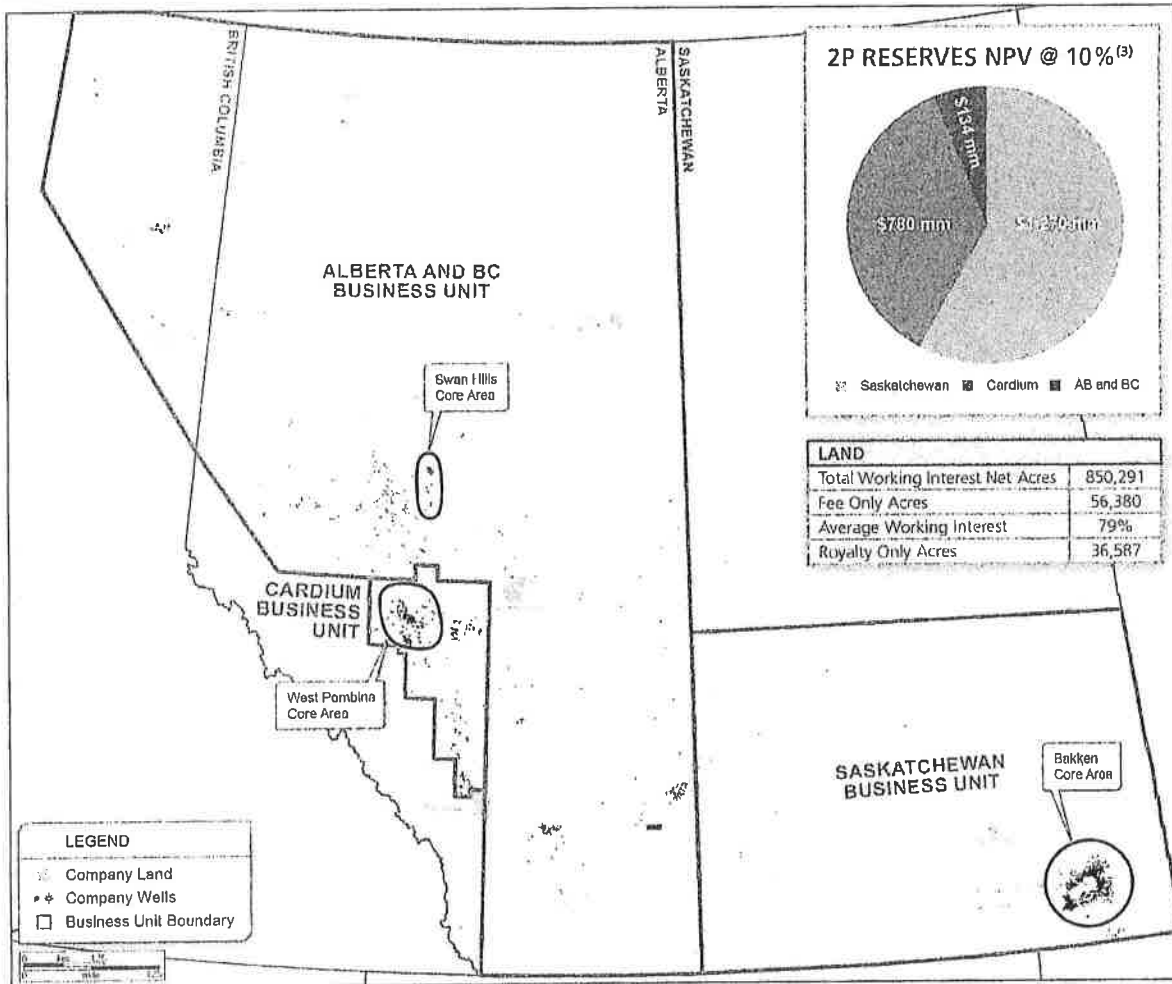 BRITISH COLUMBIA
ALBERTA
SASKATCHEWAN
2P RESERVES NPV @ 10%(3)
$134 mm
$780 mm
$1,270 mm
Saskatchewan Cardium AB and BC
ALBERTA AND BC
BUSINESS UNIT
Swan Hills
Core Area
LAND
Total Working Interest Net Acres 850,291
Fee Only Acres 56,380
Average Working Interest 79%
Royalty Only Acres 36,587
CARDIUM
BUSINESS
UNIT
West Pembina
Core Area
SASKATCHEWAN
BUSINESS UNIT
Bakken
Core Area
LEGEND
Company Land
Company Wells
Business Unit Boundary